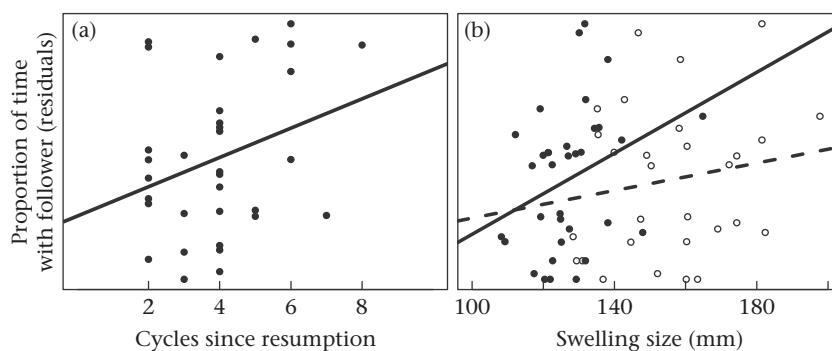 (a)
(b)
Proportion of time
with follower (residuals)
2 4 6 8
100 140 180
Cycles since resumption
Swelling size (mm)